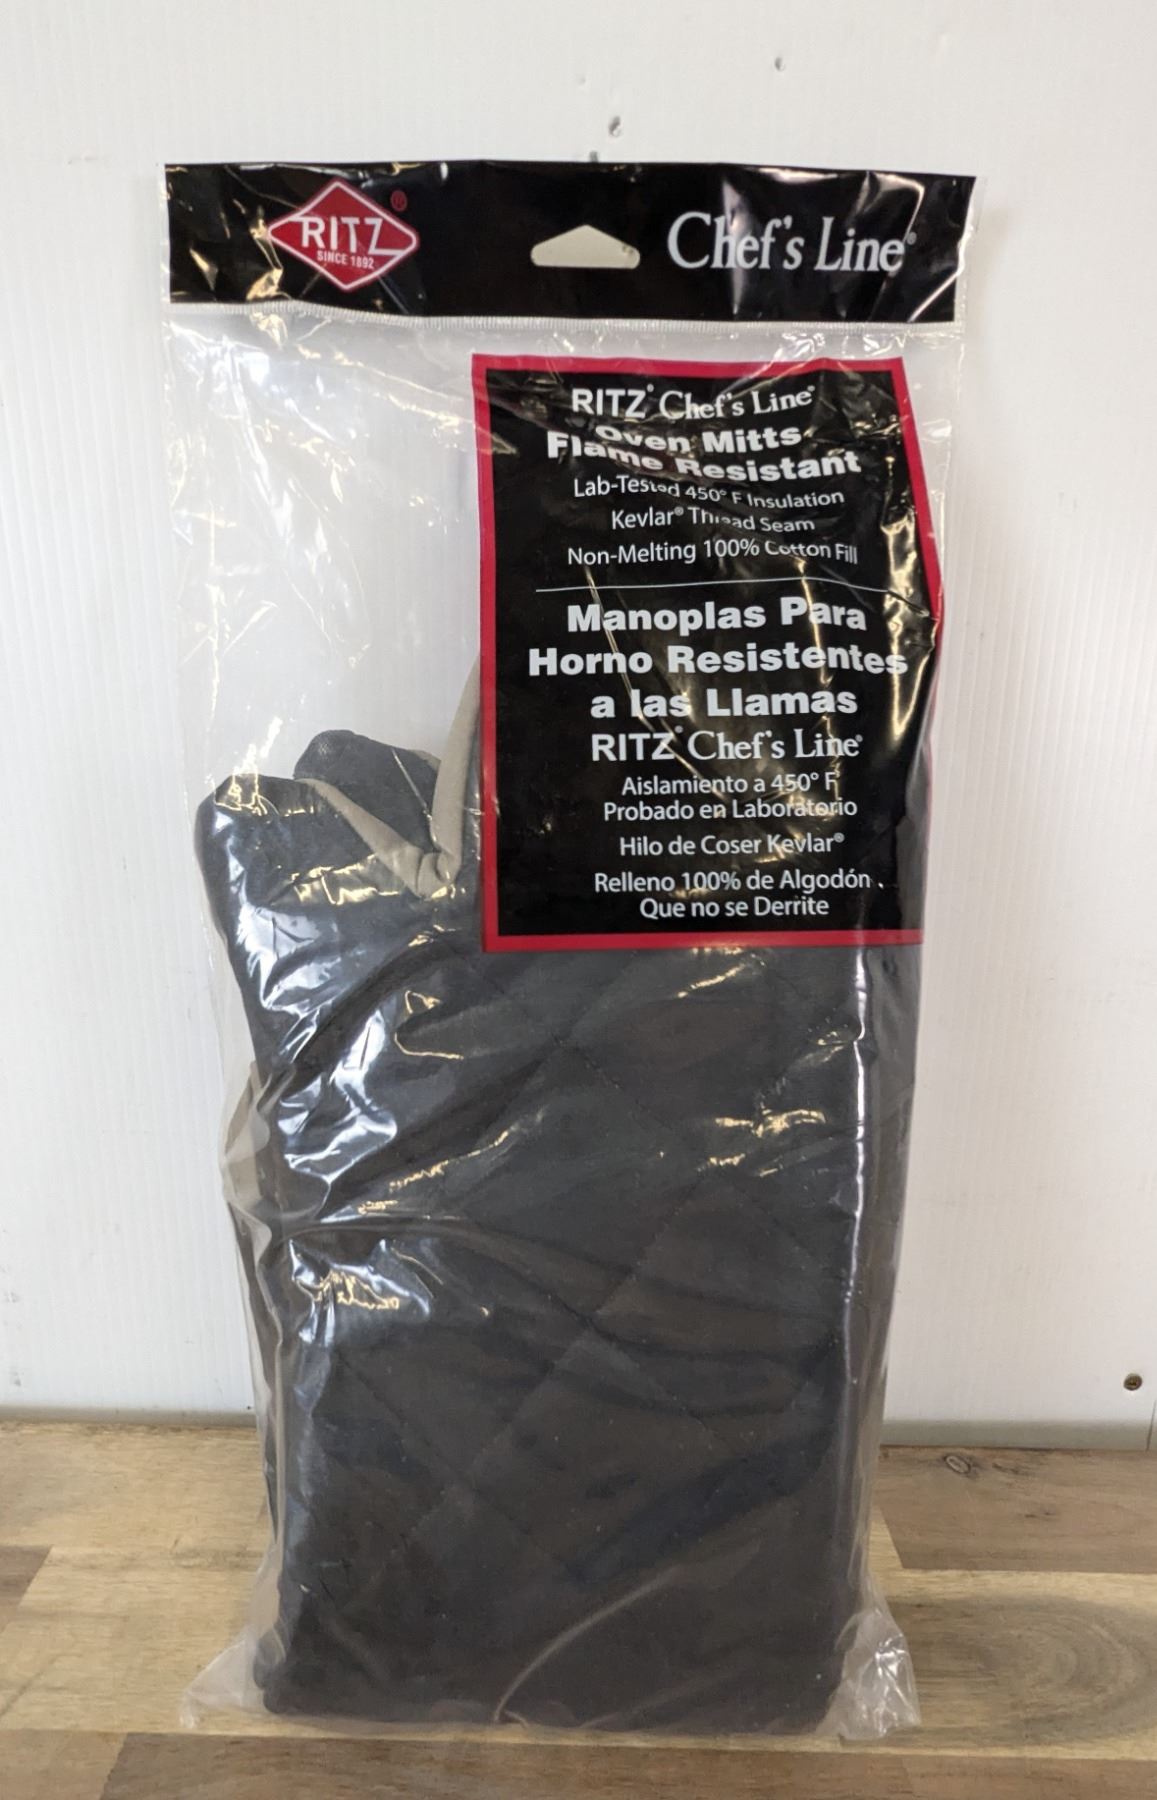 RITZ®
SINCE 1892
Chef's Line®
RITZ® Chef's Line®
Oven Mitts
Flame Resistant
Lab-Tested 450° F Insulation
Kevlar® Thread Seam
Non-Melting 100% Cotton Fill
Manoplas Para
Horno Resistentes
a las Llamas
RITZ® Chef's Line®
Aislamiento a 450° F
Probado en Laboratorio
Hilo de Coser Kevlar®
Relleno 100% de Algodón
Que no se Derrite